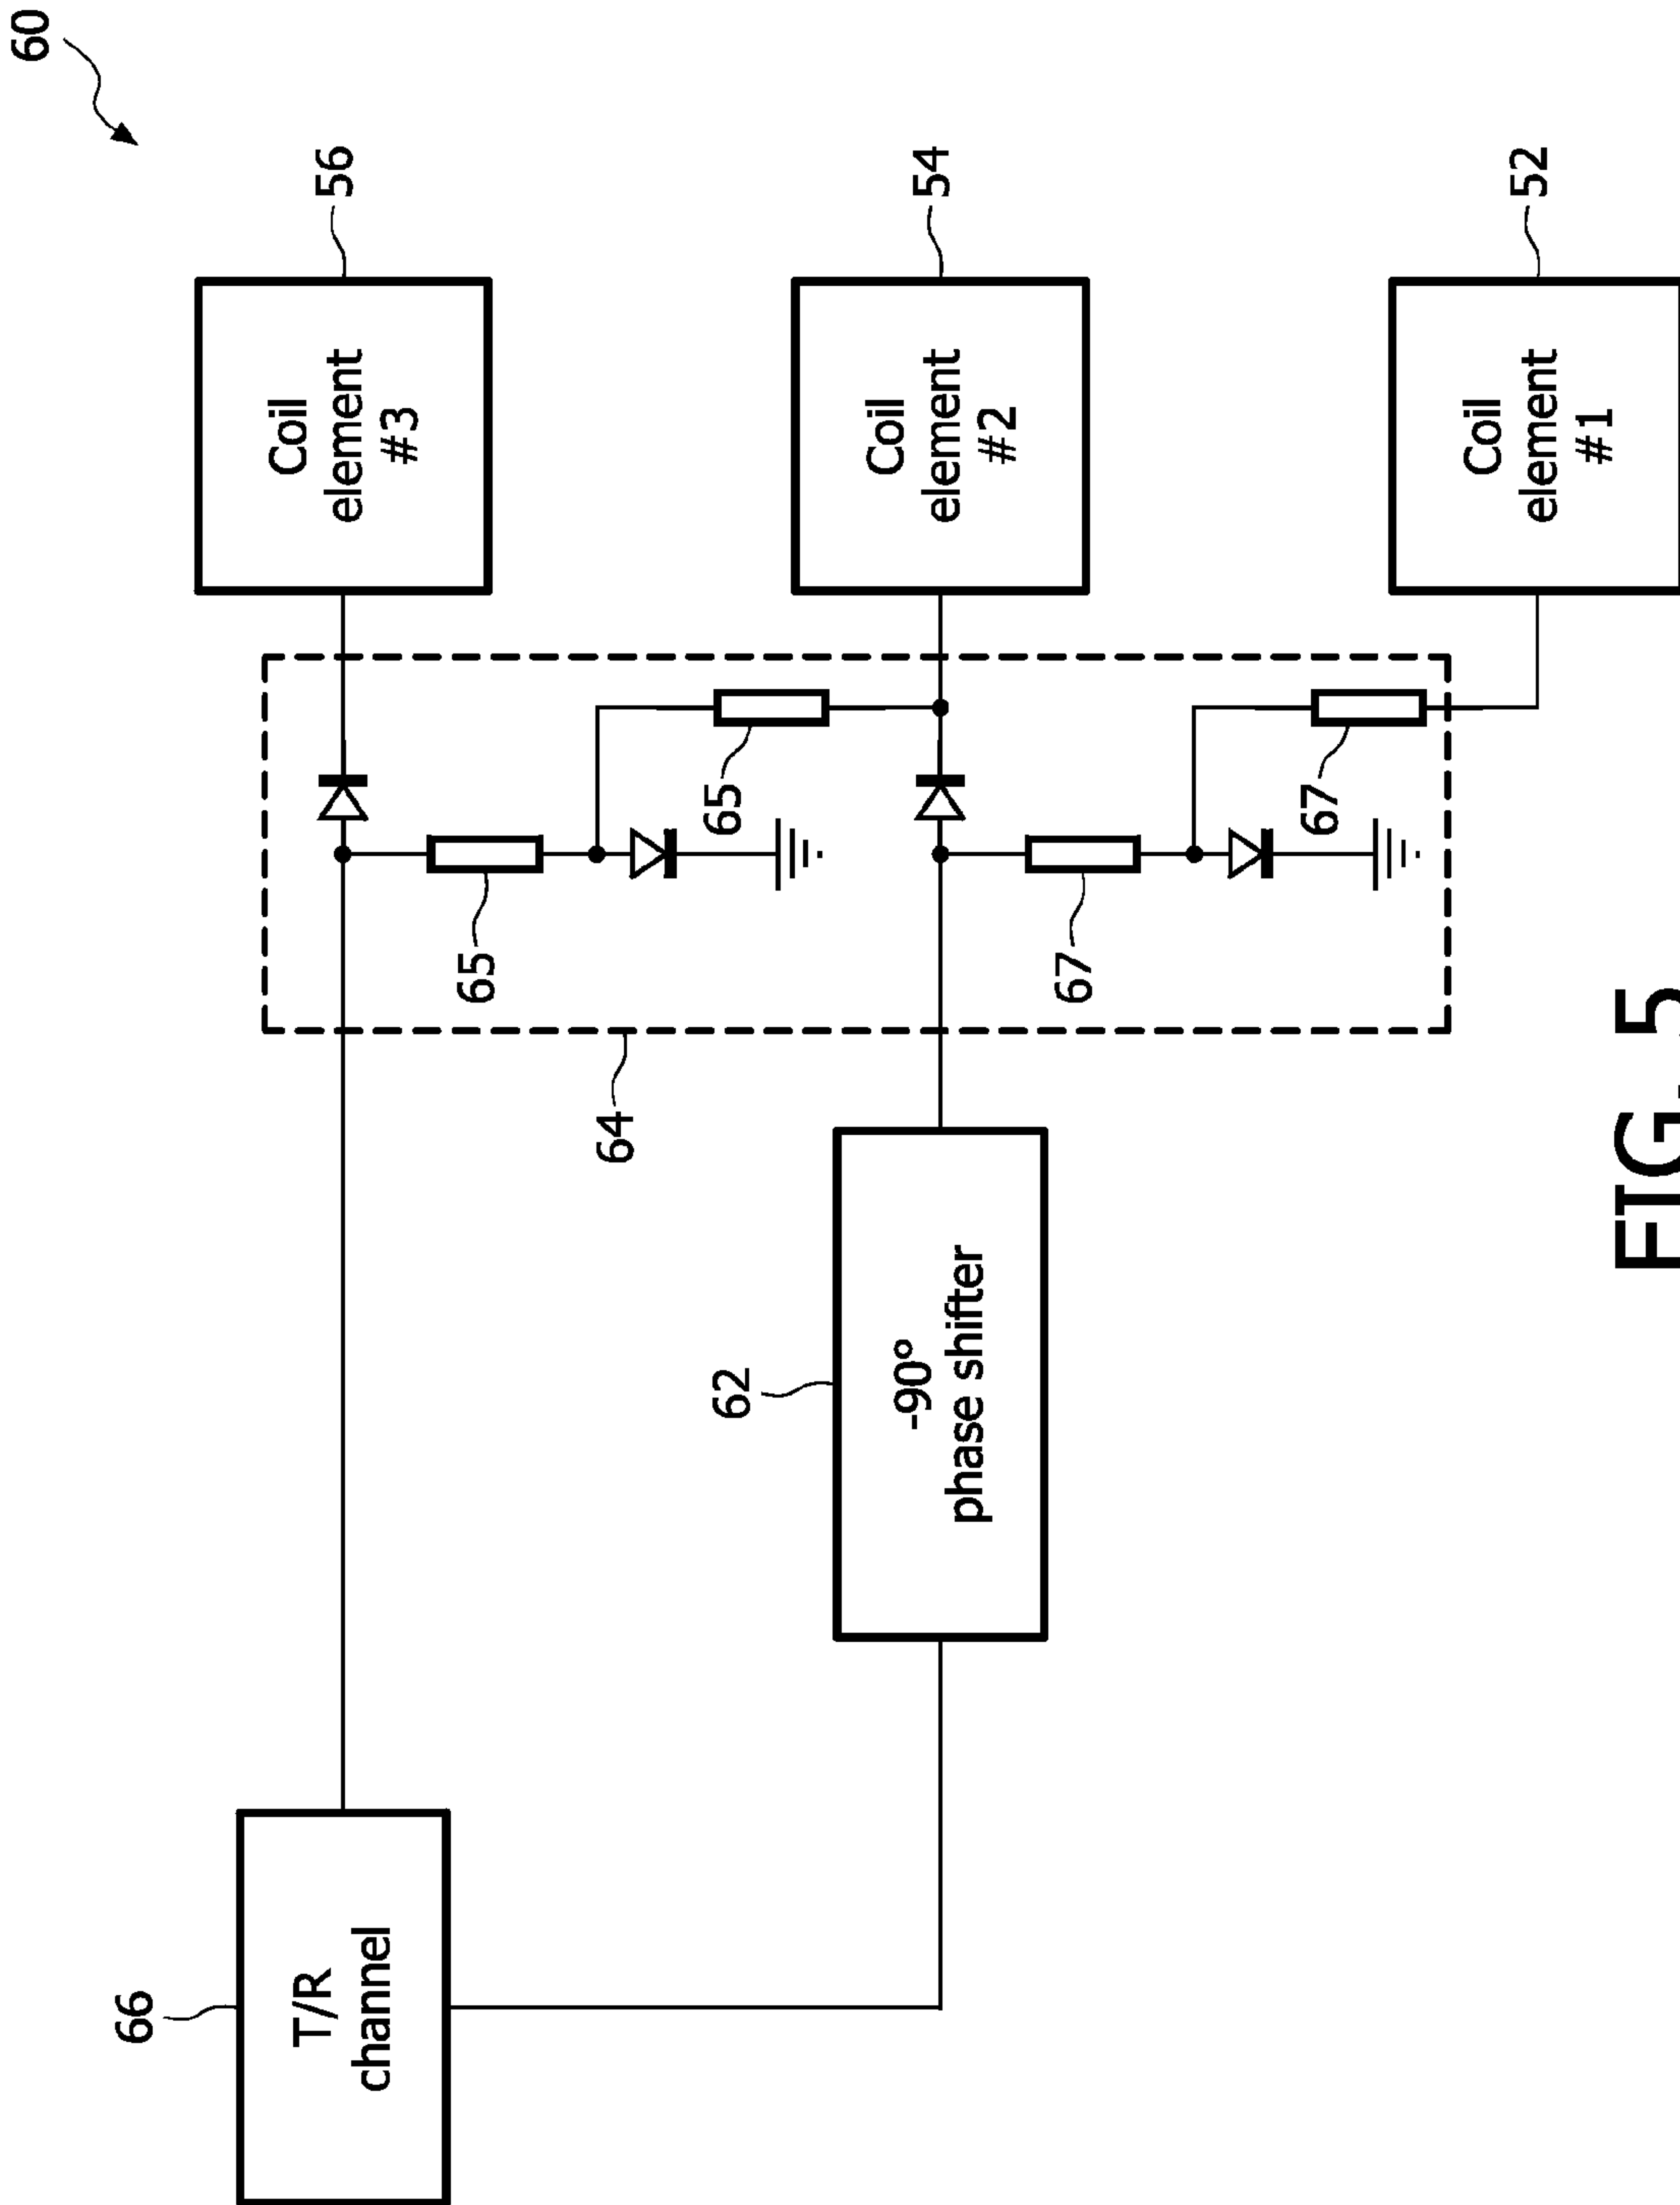 60
66
T/R
channel
Coil
element
#3
56
65
64
65
62
-90°
phase shifter
Coil
element
#2
54
67
67
Coil
element
#1
52
FIG. 5